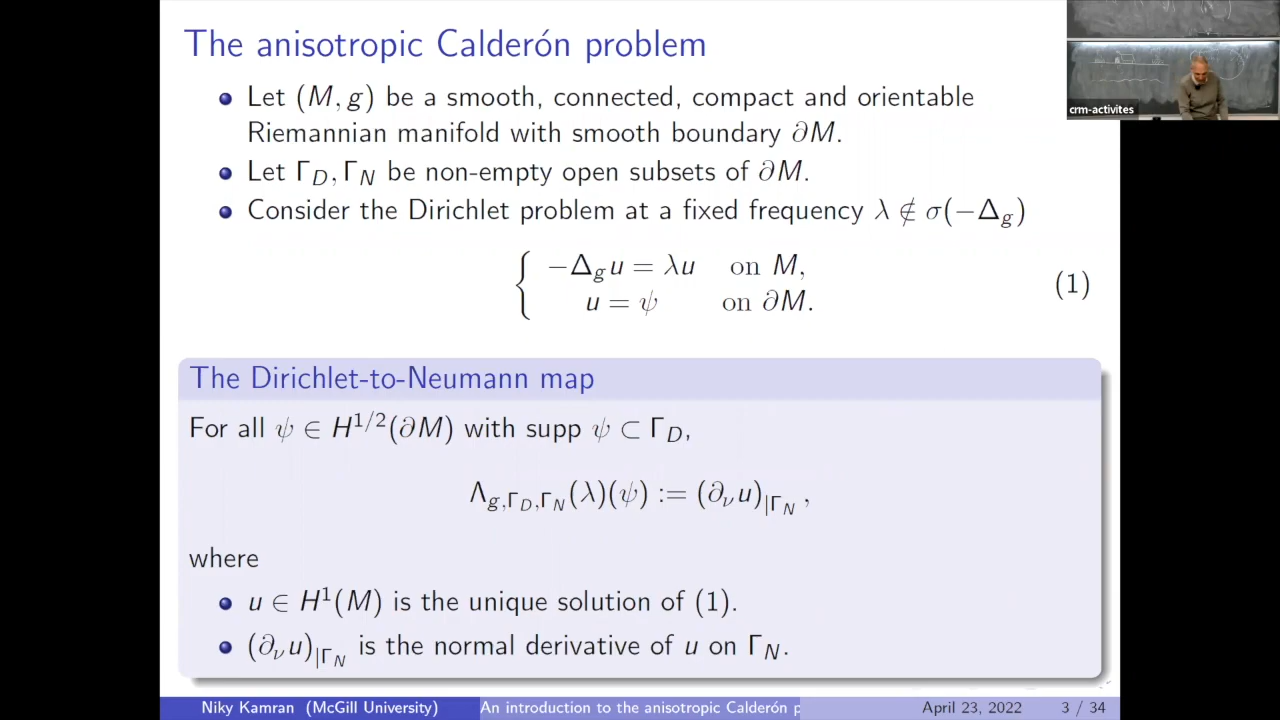 The anisotropic Calderón problem
Let (M, g) be a smooth, connected, compact and orientable
Riemannian manifold with smooth boundary ∂M.
Let Γ_D, Γ_N be non-empty open subsets of ∂M.
Consider the Dirichlet problem at a fixed frequency λ ∉ σ(−Δ_g)
−Δ_g u = λu on M,
u = ψ on ∂M.
(1)
The Dirichlet-to-Neumann map
For all ψ ∈ H^{1/2}(∂M) with supp ψ ⊂ Γ_D,
Λ_{g,Γ_D,Γ_N}(λ)(ψ) := (∂_ν u)_{|Γ_N} ,
where
u ∈ H^1(M) is the unique solution of (1).
(∂_ν u)_{|Γ_N} is the normal derivative of u on Γ_N.
Niky Kamran (McGill University) An introduction to the anisotropic Calderón p April 23, 2022 3 / 34
crm-activites